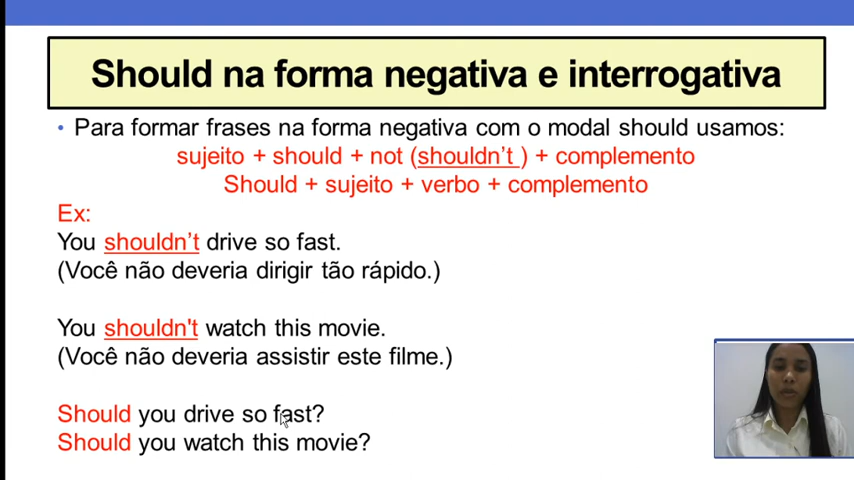 Should na forma negativa e interrogativa
• Para formar frases na forma negativa com o modal should usamos:
sujeito + should + not (shouldn’t ) + complemento
Should + sujeito + verbo + complemento
Ex:
You shouldn’t drive so fast.
(Você não deveria dirigir tão rápido.)
You shouldn't watch this movie.
(Você não deveria assistir este filme.)
Should you drive so fast?
Should you watch this movie?